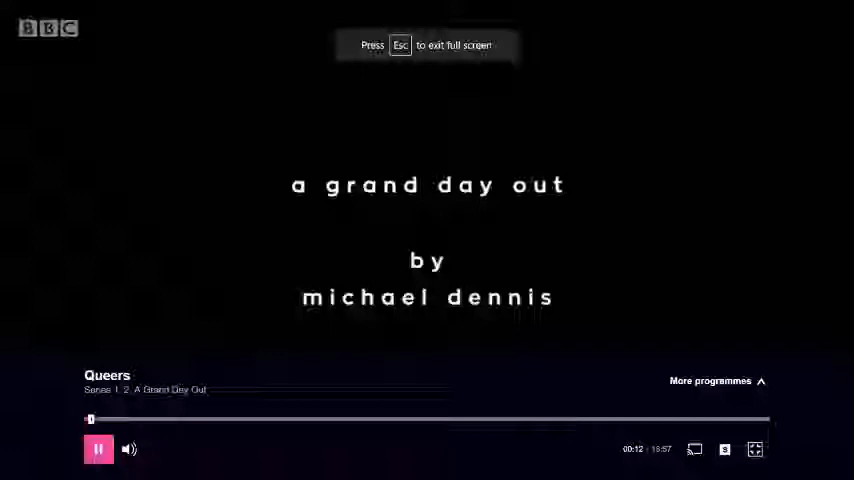 BBC
Press Esc to exit full screen
a grand day out
by
michael dennis
Queers
Series 1: 2. A Grand Day Out
More programmes
00:12 / 18:57
S